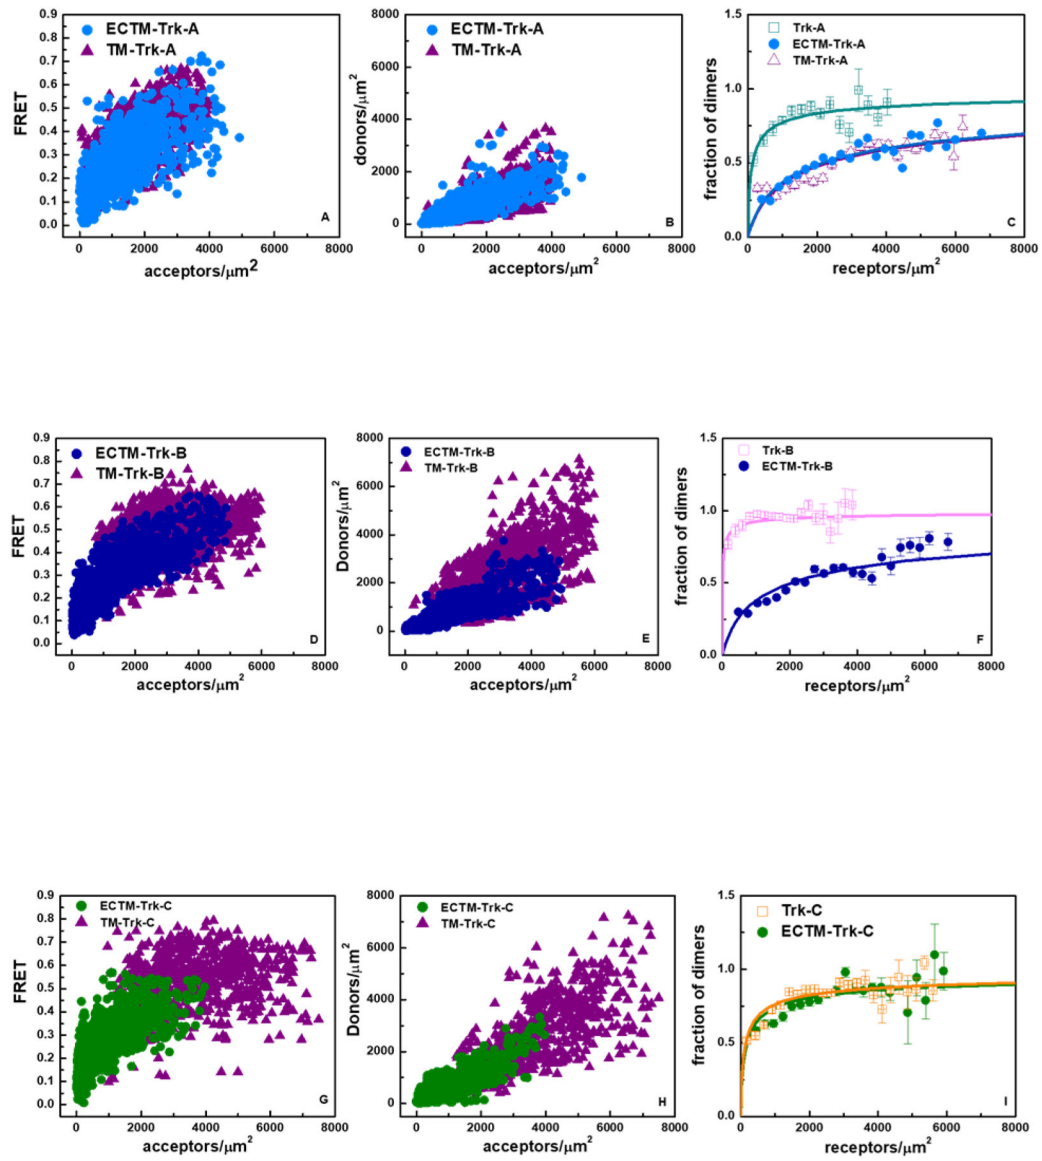 ECTM-Trk-A
TM-Trk-A
FRET
0.9
0.8
0.7
0.6
0.5
0.4
0.3
0.2
0.1
0.0
A
0 2000 4000 6000 8000
acceptors/μm2
ECTM-Trk-A
TM-Trk-A
donors/μm2
8000
6000
4000
2000
0
B
0 2000 4000 6000 8000
acceptors/μm2
Trk-A
ECTM-Trk-A
TM-Trk-A
fraction of dimers
1.5
1.0
0.5
0.0
C
0 2000 4000 6000 8000
receptors/μm2
ECTM-Trk-B
TM-Trk-B
FRET
0.9
0.8
0.7
0.6
0.5
0.4
0.3
0.2
0.1
0.0
D
0 2000 4000 6000 8000
acceptors/μm2
ECTM-Trk-B
TM-Trk-B
Donors/μm2
8000
6000
4000
2000
0
E
0 2000 4000 6000 8000
acceptors/μm2
Trk-B
ECTM-Trk-B
fraction of dimers
1.5
1.0
0.5
0.0
F
0 2000 4000 6000 8000
receptors/μm2
ECTM-Trk-C
TM-Trk-C
FRET
0.9
0.8
0.7
0.6
0.5
0.4
0.3
0.2
0.1
0.0
G
0 2000 4000 6000 8000
acceptors/μm2
ECTM-Trk-C
TM-Trk-C
Donors/μm2
8000
6000
4000
2000
0
H
0 2000 4000 6000 8000
acceptors/μm2
Trk-C
ECTM-Trk-C
fraction of dimers
1.5
1.0
0.5
0.0
I
0 2000 4000 6000 8000
receptors/μm2